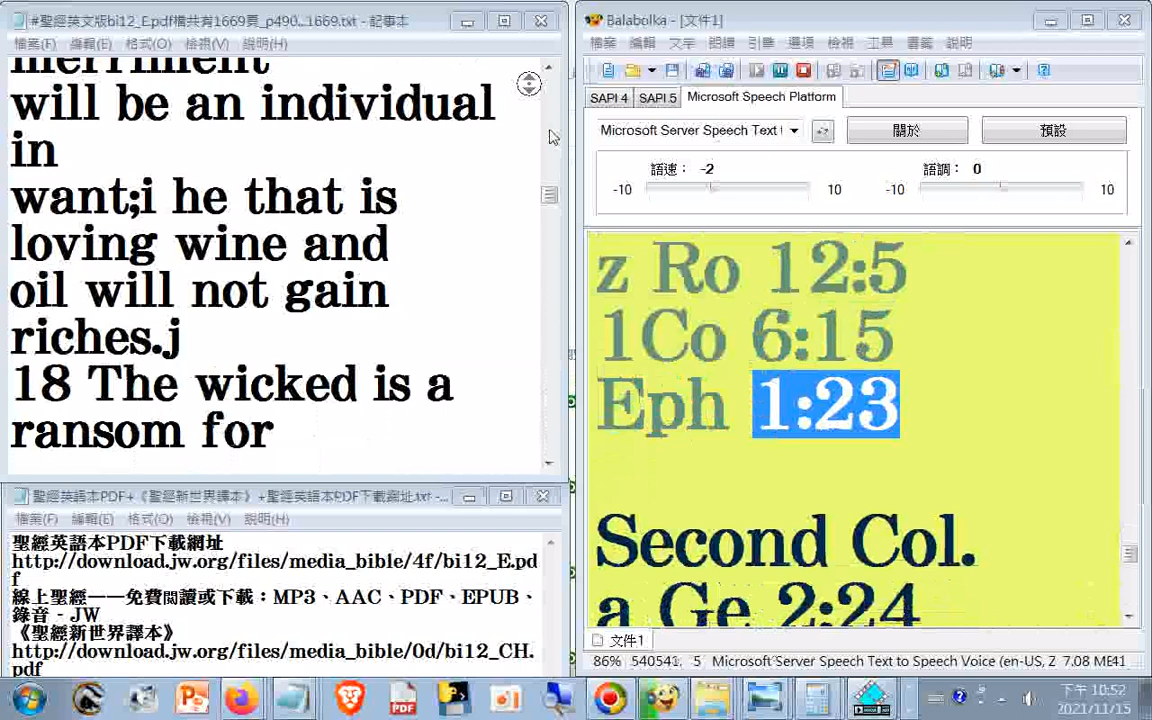 #聖經英文版bi12_E.pdf檔共有1669頁_p490...1669.txt - 記事本
檔案(F) 編輯(E) 格式(O) 檢視(V) 說明(H)
merriment
will be an individual
in
want;i he that is
loving wine and
oil will not gain
riches.j
18 The wicked is a
ransom for
聖經英語本PDF+《聖經新世界譯本》+聖經英語本PDF下載網址.txt - ...
檔案(F) 編輯(E) 格式(O) 檢視(V) 說明(H)
聖經英語本PDF下載網址
http://download.jw.org/files/media_bible/4f/bi12_E.pd
f
線上聖經——免費閱讀或下載：MP3、AAC、PDF、EPUB、
錄音 - JW
《聖經新世界譯本》
http://download.jw.org/files/media_bible/0d/bi12_CH.
pdf
Balabolka - [文件1]
檔案 編輯 文字 朗讀 引擎 選項 檢視 工具 書籤 說明
SAPI 4 SAPI 5 Microsoft Speech Platform
Microsoft Server Speech Text 關於 預設
語速： -2 語調： 0
-10 10 -10 10
z Ro 12:5
1Co 6:15
Eph 1:23
Second Col.
a Ge 2:24
文件1
86% 540541, 5 Microsoft Server Speech Text to Speech Voice (en-US, Z 7.08 ME41
PDF
下午 10:52
2021/11/15